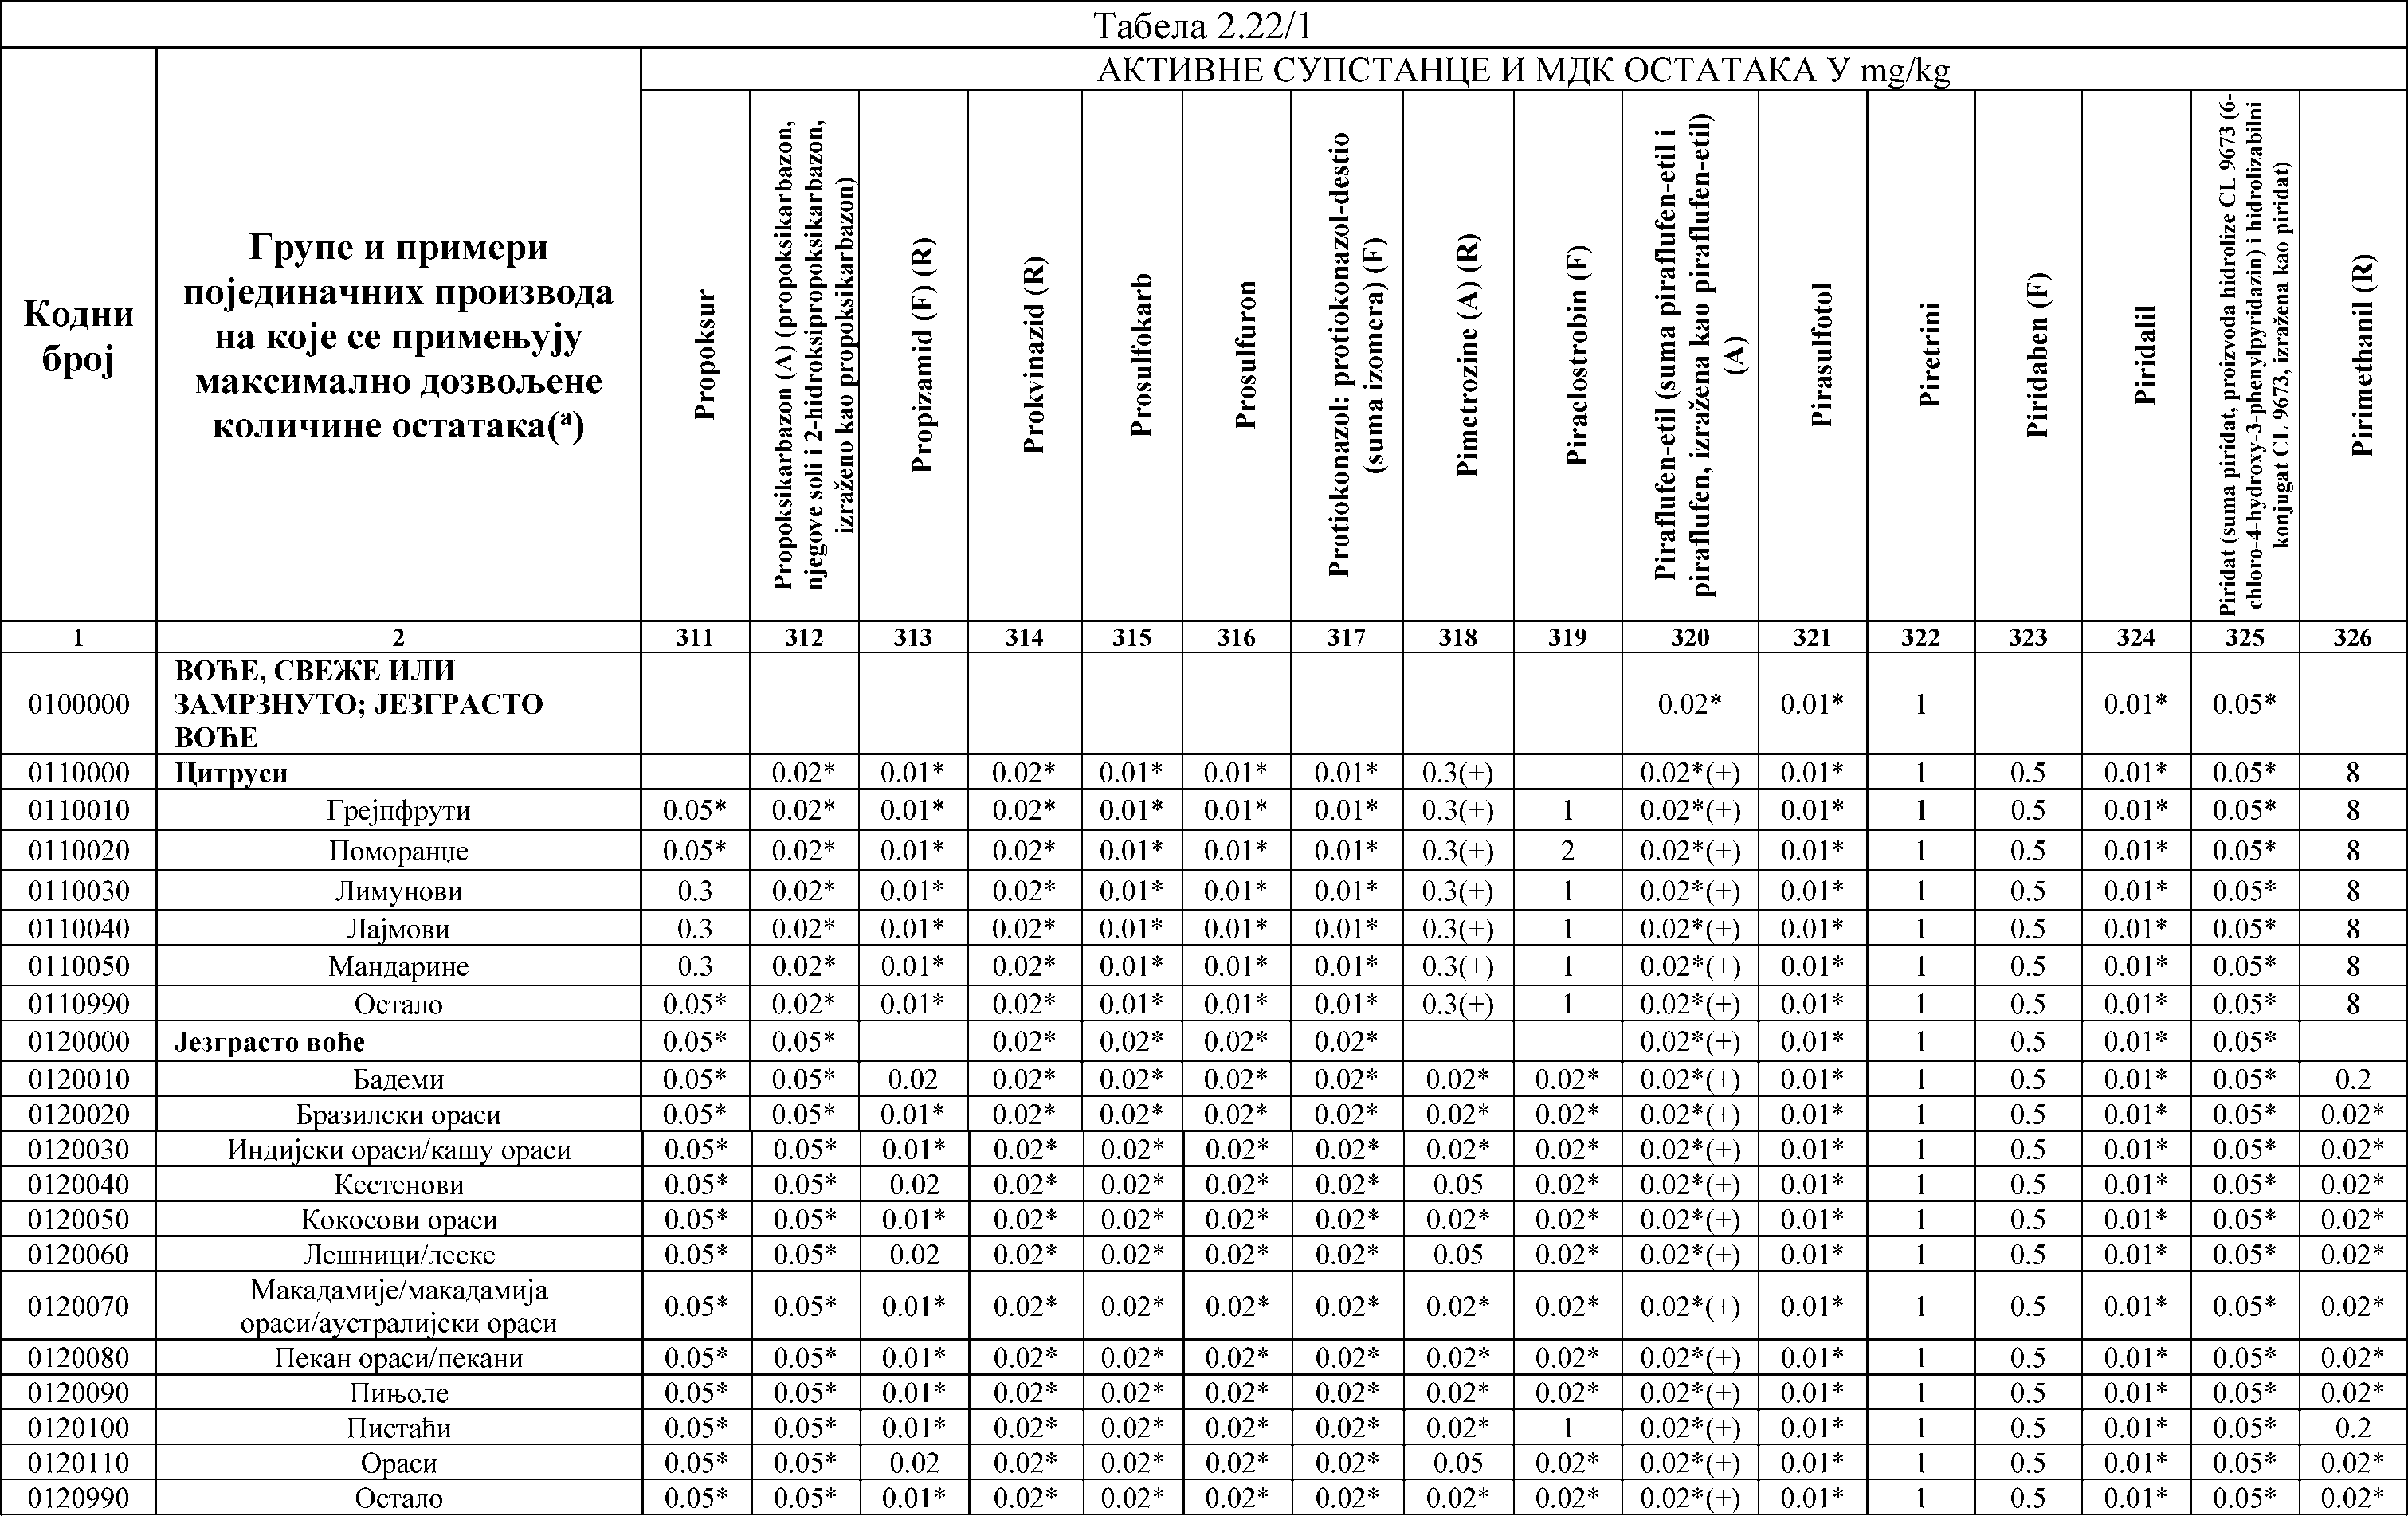 Табела 2.22/1
АКТИВНЕ СУПСТАНЦЕ И МДК ОСТАТАКА У mg/kg
Кодни
број
Групе и примери
појединачних производа
на које се примењују
максимално дозвољене
количине остатака(ᵃ)
Propoksur
Propoksikarbazon (A) (propoksikarbazon,
njegove soli i 2-hidroksipropoksikarbazon,
izraženo kao propoksikarbazon)
Propizamid (F) (R)
Prokvinazid (R)
Prosulfokarb
Prosulfuron
Protiokonazol: protiokonazol-destio
(suma izomera) (F)
Pimetrozine (A) (R)
Piraclostrobin (F)
Piraflufen-etil (suma piraflufen-etil i
piraflufen, izražena kao piraflufen-etil)
(A)
Pirasulfotol
Piretrini
Piridaben (F)
Piridalil
Piridat (suma piridat, proizvoda hidrolize CL 9673 (6-
chloro-4-hydroxy-3-phenylpyridazin) i hidrolizabilni
konjugat CL 9673, izražena kao piridat)
Pirimethanil (R)
1 2 311 312 313 314 315 316 317 318 319 320 321 322 323 324 325 326
ВОЋЕ, СВЕЖЕ ИЛИ
0100000 ЗАМРЗНУТО; ЈЕЗГРАСТО 0.02* 0.01* 1 0.01* 0.05*
ВОЋЕ
0110000 Цитруси 0.02* 0.01* 0.02* 0.01* 0.01* 0.01* 0.3(+) 0.02*(+) 0.01* 1 0.5 0.01* 0.05* 8
0110010 Грејпфрути 0.05* 0.02* 0.01* 0.02* 0.01* 0.01* 0.01* 0.3(+) 1 0.02*(+) 0.01* 1 0.5 0.01* 0.05* 8
0110020 Поморанџе 0.05* 0.02* 0.01* 0.02* 0.01* 0.01* 0.01* 0.3(+) 2 0.02*(+) 0.01* 1 0.5 0.01* 0.05* 8
0110030 Лимунови 0.3 0.02* 0.01* 0.02* 0.01* 0.01* 0.01* 0.3(+) 1 0.02*(+) 0.01* 1 0.5 0.01* 0.05* 8
0110040 Лајмови 0.3 0.02* 0.01* 0.02* 0.01* 0.01* 0.01* 0.3(+) 1 0.02*(+) 0.01* 1 0.5 0.01* 0.05* 8
0110050 Мандарине 0.3 0.02* 0.01* 0.02* 0.01* 0.01* 0.01* 0.3(+) 1 0.02*(+) 0.01* 1 0.5 0.01* 0.05* 8
0110990 Остало 0.05* 0.02* 0.01* 0.02* 0.01* 0.01* 0.01* 0.3(+) 1 0.02*(+) 0.01* 1 0.5 0.01* 0.05* 8
0120000 Језграсто воће 0.05* 0.05* 0.02* 0.02* 0.02* 0.02* 0.02*(+) 0.01* 1 0.5 0.01* 0.05*
0120010 Бадеми 0.05* 0.05* 0.02 0.02* 0.02* 0.02* 0.02* 0.02* 0.02* 0.02*(+) 0.01* 1 0.5 0.01* 0.05* 0.2
0120020 Бразилски ораси 0.05* 0.05* 0.01* 0.02* 0.02* 0.02* 0.02* 0.02* 0.02* 0.02*(+) 0.01* 1 0.5 0.01* 0.05* 0.02*
0120030 Индијски ораси/кашу ораси 0.05* 0.05* 0.01* 0.02* 0.02* 0.02* 0.02* 0.02* 0.02* 0.02*(+) 0.01* 1 0.5 0.01* 0.05* 0.02*
0120040 Кестенови 0.05* 0.05* 0.02 0.02* 0.02* 0.02* 0.02* 0.05 0.02* 0.02*(+) 0.01* 1 0.5 0.01* 0.05* 0.02*
0120050 Кокосови ораси 0.05* 0.05* 0.01* 0.02* 0.02* 0.02* 0.02* 0.02* 0.02* 0.02*(+) 0.01* 1 0.5 0.01* 0.05* 0.02*
0120060 Лешници/леске 0.05* 0.05* 0.02 0.02* 0.02* 0.02* 0.02* 0.05 0.02* 0.02*(+) 0.01* 1 0.5 0.01* 0.05* 0.02*
Макадамије/макадамија
0120070 ораси/аустралијски ораси 0.05* 0.05* 0.01* 0.02* 0.02* 0.02* 0.02* 0.02* 0.02* 0.02*(+) 0.01* 1 0.5 0.01* 0.05* 0.02*
0120080 Пекан ораси/пекани 0.05* 0.05* 0.01* 0.02* 0.02* 0.02* 0.02* 0.02* 0.02* 0.02*(+) 0.01* 1 0.5 0.01* 0.05* 0.02*
0120090 Пињоле 0.05* 0.05* 0.01* 0.02* 0.02* 0.02* 0.02* 0.02* 0.02* 0.02*(+) 0.01* 1 0.5 0.01* 0.05* 0.02*
0120100 Пистаћи 0.05* 0.05* 0.01* 0.02* 0.02* 0.02* 0.02* 0.02* 1 0.02*(+) 0.01* 1 0.5 0.01* 0.05* 0.2
0120110 Ораси 0.05* 0.05* 0.02 0.02* 0.02* 0.02* 0.02* 0.05 0.02* 0.02*(+) 0.01* 1 0.5 0.01* 0.05* 0.02*
0120990 Остало 0.05* 0.05* 0.01* 0.02* 0.02* 0.02* 0.02* 0.02* 0.02* 0.02*(+) 0.01* 1 0.5 0.01* 0.05* 0.02*